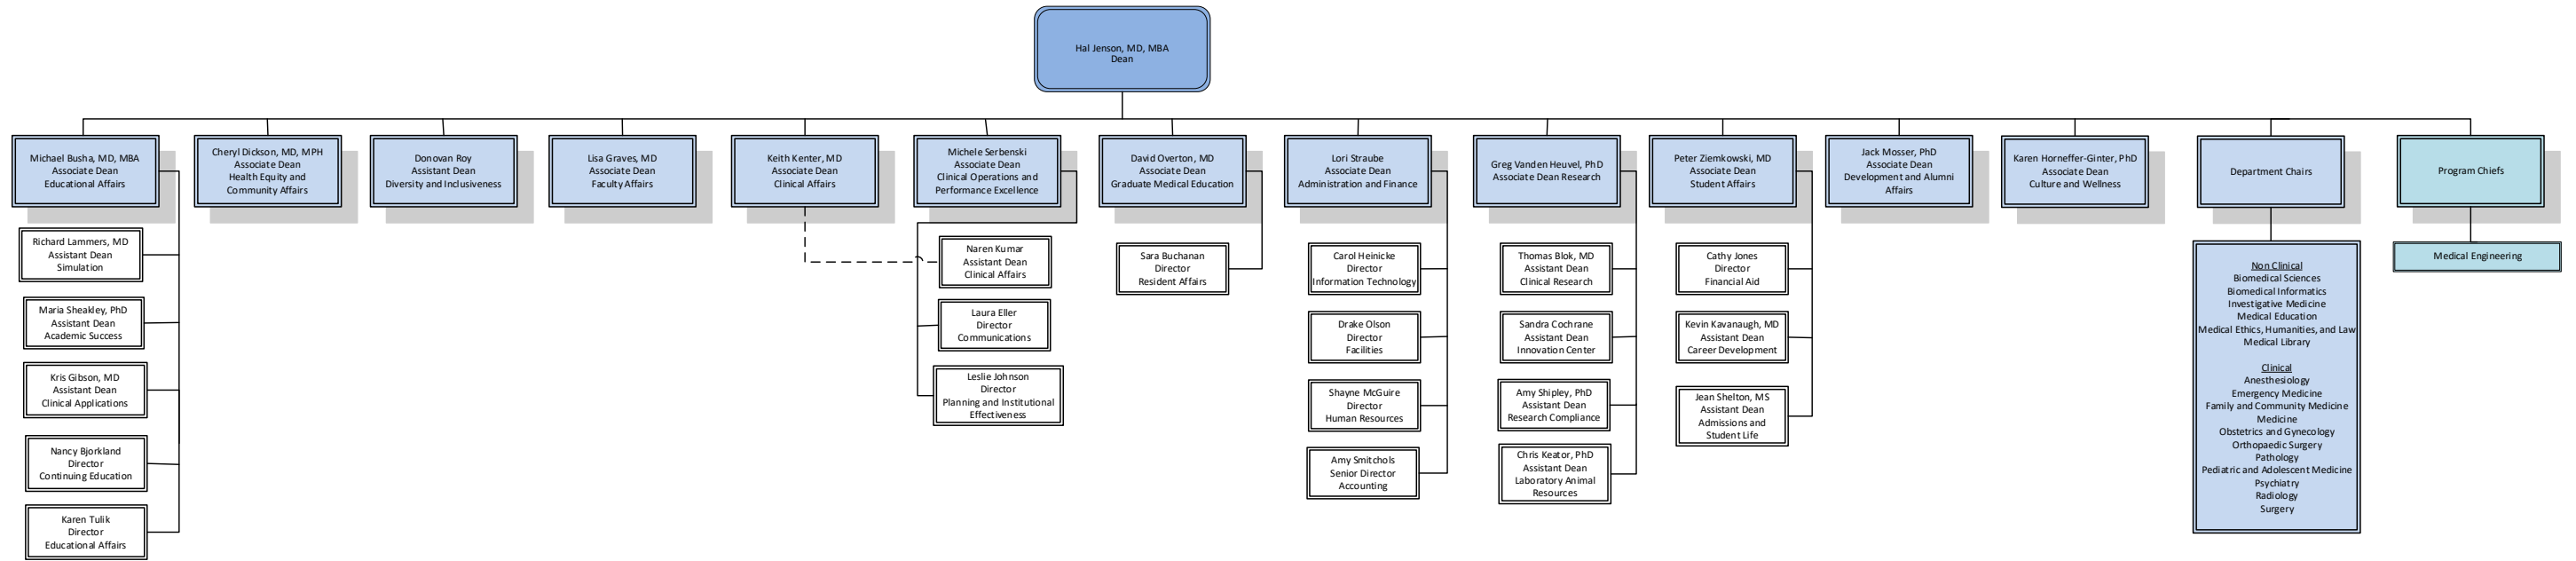 Hal Jenson, MD, MBA
Dean
Michael Busha, MD, MBA
Associate Dean
Educational Affairs
Cheryl Dickson, MD, MPH
Associate Dean
Health Equity and
Community Affairs
Donovan Roy
Assistant Dean
Diversity and Inclusiveness
Lisa Graves, MD
Associate Dean
Faculty Affairs
Keith Kenter, MD
Associate Dean
Clinical Affairs
Michele Serbenski
Associate Dean
Clinical Operations and
Performance Excellence
David Overton, MD
Associate Dean
Graduate Medical Education
Lori Straube
Associate Dean
Administration and Finance
Greg Vanden Heuvel, PhD
Associate Dean Research
Peter Ziemkowski, MD
Associate Dean
Student Affairs
Jack Mosser, PhD
Associate Dean
Development and Alumni
Affairs
Karen Horneffer-Ginter, PhD
Associate Dean
Culture and Wellness
Department Chairs
Program Chiefs
Richard Lammers, MD
Assistant Dean
Simulation
Maria Sheakley, PhD
Assistant Dean
Academic Success
Kris Gibson, MD
Assistant Dean
Clinical Applications
Nancy Bjorkland
Director
Continuing Education
Karen Tulik
Director
Educational Affairs
Naren Kumar
Assistant Dean
Clinical Affairs
Laura Eller
Director
Communications
Leslie Johnson
Director
Planning and Institutional
Effectiveness
Sara Buchanan
Director
Resident Affairs
Carol Heinicke
Director
Information Technology
Drake Olson
Director
Facilities
Shayne McGuire
Director
Human Resources
Amy Smitchols
Senior Director
Accounting
Thomas Blok, MD
Assistant Dean
Clinical Research
Sandra Cochrane
Assistant Dean
Innovation Center
Amy Shipley, PhD
Assistant Dean
Research Compliance
Chris Keator, PhD
Assistant Dean
Laboratory Animal
Resources
Cathy Jones
Director
Financial Aid
Kevin Kavanaugh, MD
Assistant Dean
Career Development
Jean Shelton, MS
Assistant Dean
Admissions and
Student Life
Non Clinical
Biomedical Sciences
Biomedical Informatics
Investigative Medicine
Medical Education
Medical Ethics, Humanities, and Law
Medical Library
Clinical
Anesthesiology
Emergency Medicine
Family and Community Medicine
Medicine
Obstetrics and Gynecology
Orthopaedic Surgery
Pathology
Pediatric and Adolescent Medicine
Psychiatry
Radiology
Surgery
Medical Engineering